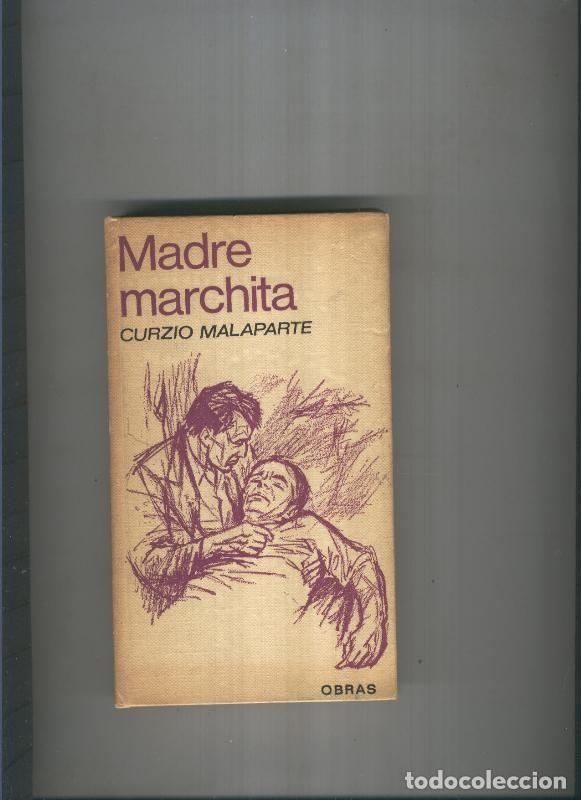 Madre
marchita
CURZIO MALAPARTE
OBRAS
todocoleccion